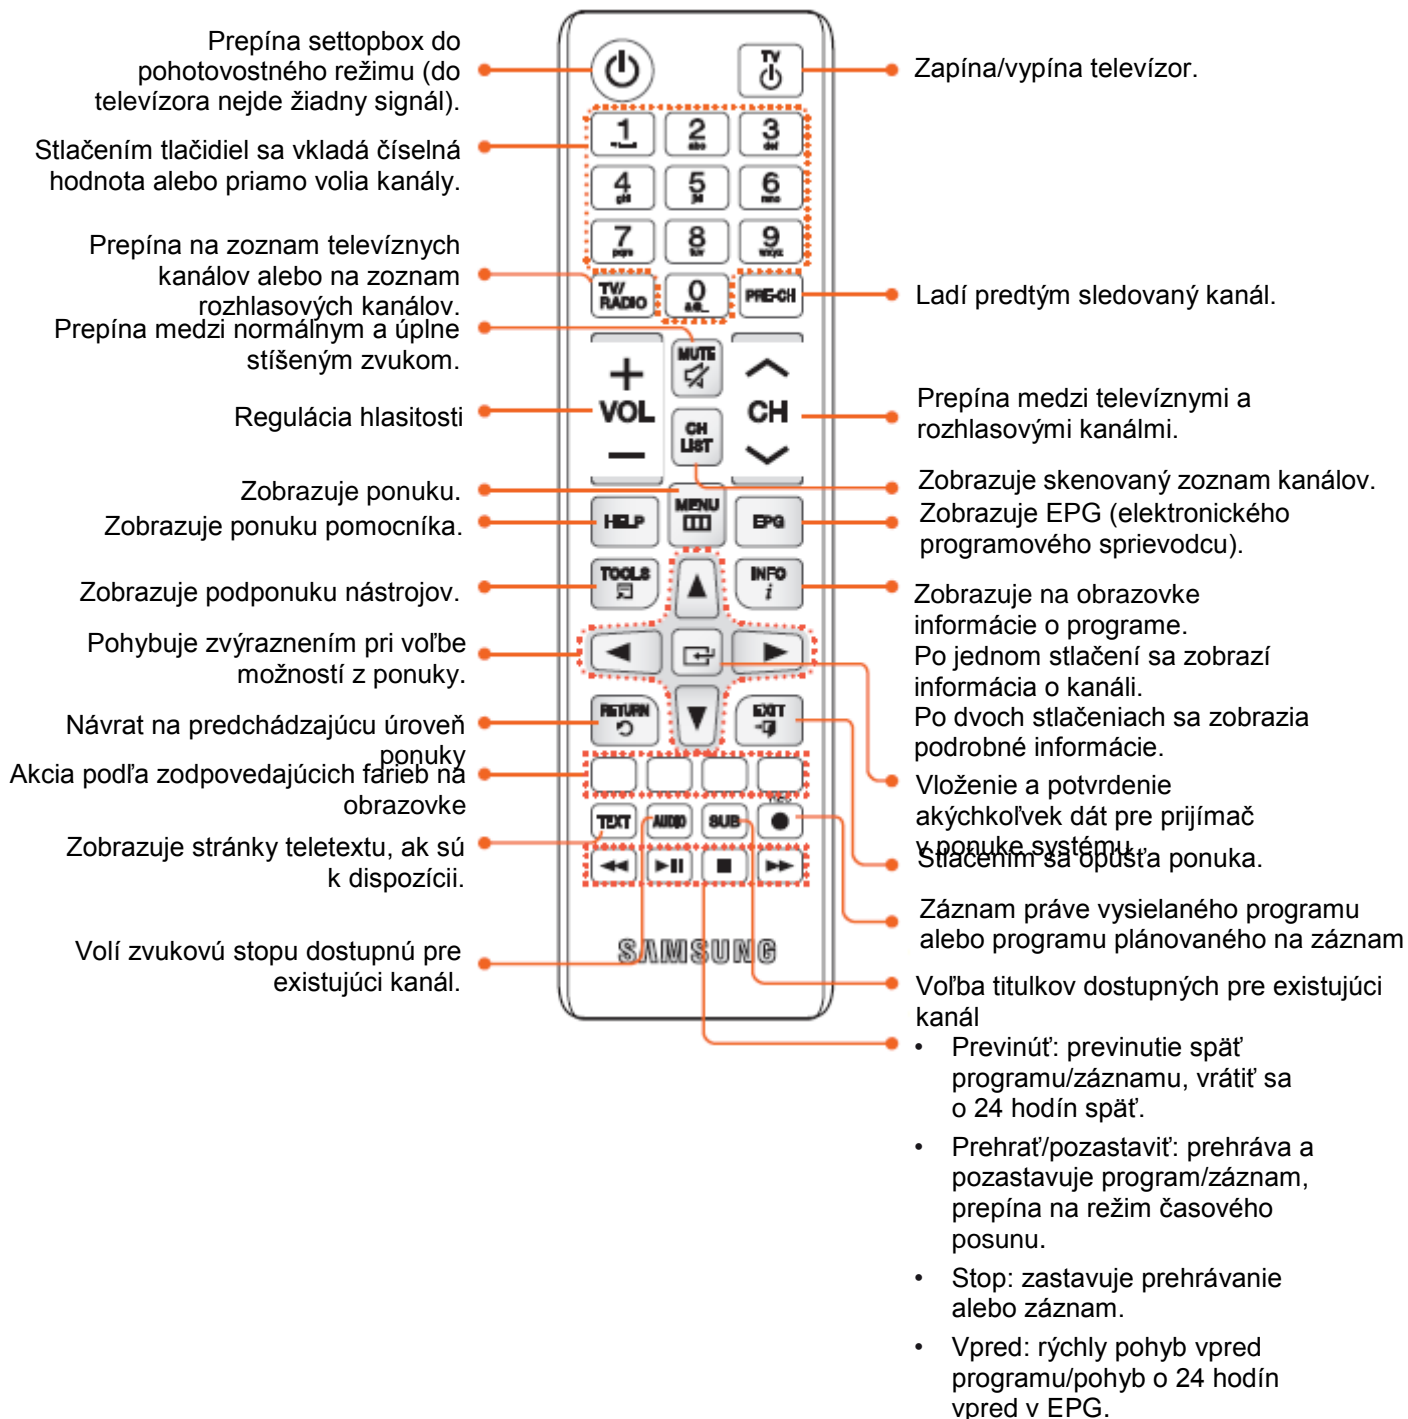 Prepína settopbox do
pohotovostného režimu (do
televízora nejde žiadny signál).
Stlačením tlačidiel sa vkladá číselná
hodnota alebo priamo volia kanály.
Prepína na zoznam televíznych
kanálov alebo na zoznam
rozhlasových kanálov.
Prepína medzi normálnym a úplne
stíšeným zvukom.
Regulácia hlasitosti
Zobrazuje ponuku.
Zobrazuje ponuku pomocníka.
Zobrazuje podponuku nástrojov.
Pohybuje zvýraznením pri voľbe
možností z ponuky.
Návrat na predchádzajúcu úroveň
ponuky
Akcia podľa zodpovedajúcich farieb na
obrazovke
Zobrazuje stránky teletextu, ak sú
k dispozícii.
Volí zvukovú stopu dostupnú pre
existujúci kanál.
TV
1
2 abc
3 def
4 ghi
5 jkl
6 mno
7 pqrs
8 tuv
9 wxyz
TV/
RADIO
0
PRE-CH
MUTE
+
VOL
—
CH
LIST
CH
MENU
HELP
EPG
TOOLS
INFO
i
RETURN
EXIT
TEXT
AUDIO
SUB
SAMSUNG
Zapína/vypína televízor.
Ladí predtým sledovaný kanál.
Prepína medzi televíznymi a
rozhlasovými kanálmi.
Zobrazuje skenovaný zoznam kanálov.
Zobrazuje EPG (elektronického
programového sprievodcu).
Zobrazuje na obrazovke
informácie o programe.
Po jednom stlačení sa zobrazí
informácia o kanáli.
Po dvoch stlačeniach sa zobrazia
podrobné informácie.
Vloženie a potvrdenie
akýchkoľvek dát pre prijímač
v ponuke systému.
Stlačením sa opúšťa ponuka.
Záznam práve vysielaného programu
alebo programu plánovaného na záznam
Voľba titulkov dostupných pre existujúci
kanál
• Previnúť: previnutie späť
programu/záznamu, vrátiť sa
o 24 hodín späť.
• Prehrať/pozastaviť: prehráva a
pozastavuje program/záznam,
prepína na režim časového
posunu.
• Stop: zastavuje prehrávanie
alebo záznam.
• Vpred: rýchly pohyb vpred
programu/pohyb o 24 hodín
vpred v EPG.